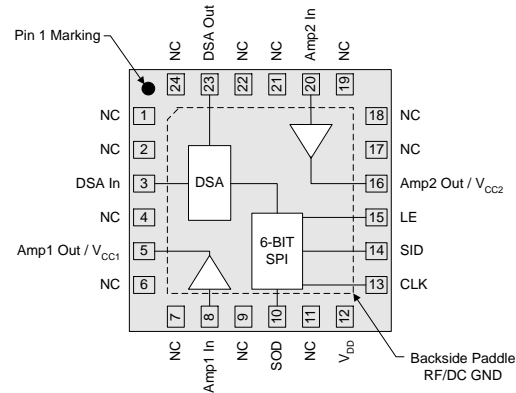 Pin 1 Marking
NC
DSA Out
NC
NC
Amp2 In
NC
24
23
22
21
20
19
NC 1
NC 2
DSA In 3
NC 4
Amp1 Out / VCC1 5
NC 6
DSA
6-BIT
SPI
18 NC
17 NC
16 Amp2 Out / VCC2
15 LE
14 SID
13 CLK
7
8
9
10
11
12
NC
Amp1 In
NC
SOD
NC
VDD
Backside Paddle
RF/DC GND